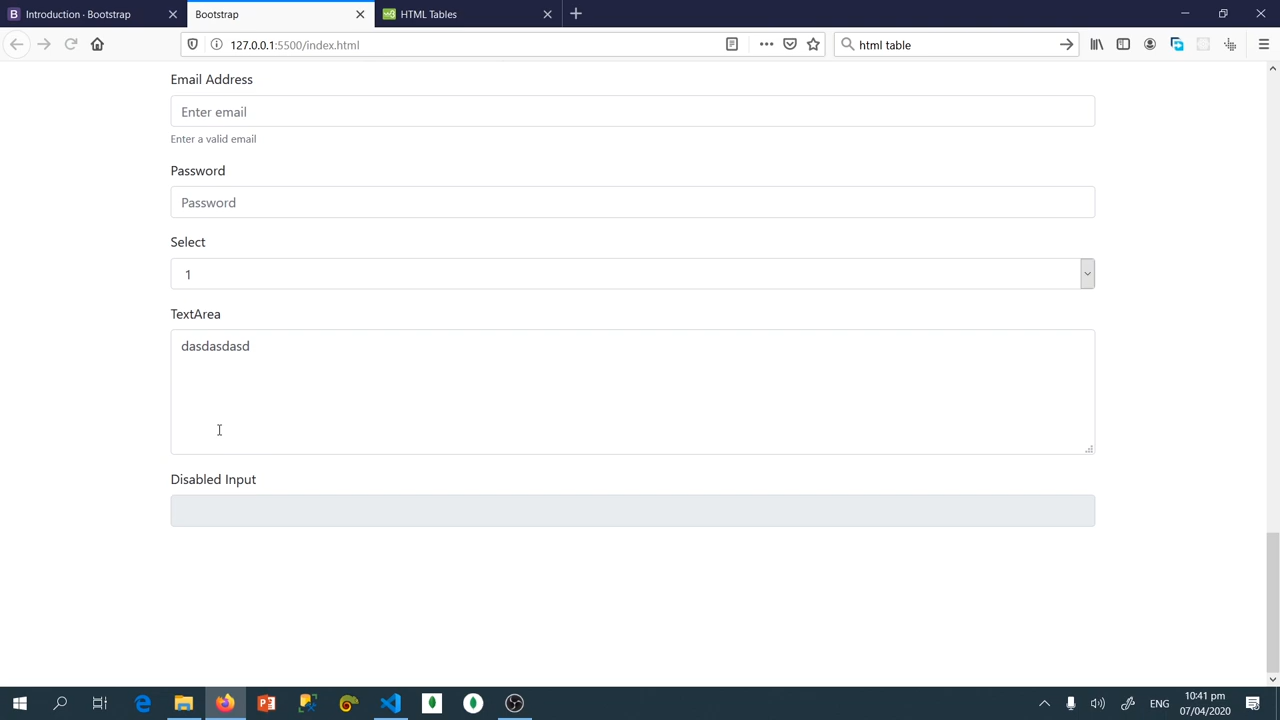 Introduction · Bootstrap
Bootstrap
HTML Tables
127.0.0.1:5500/index.html
html table
Email Address
Enter email
Enter a valid email
Password
Password
Select
1
TextArea
dasdasdasd
Disabled Input
ENG
10:41 pm
07/04/2020